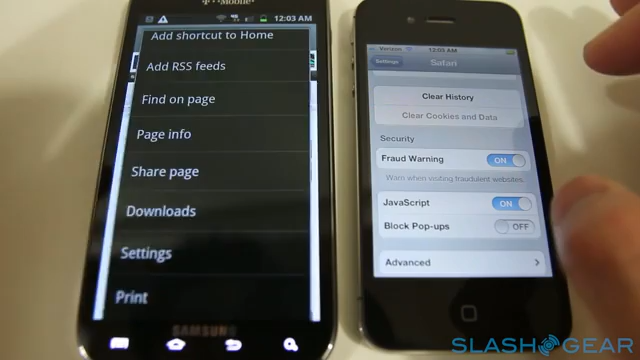 T··Mobile
12:03 AM
Add shortcut to Home
Add RSS feeds
Find on page
Page info
Share page
Downloads
Settings
Print
SAMSUNG
Verizon
12:03 AM
Settings
Safari
Clear History
Clear Cookies and Data
Security
Fraud Warning
ON
Warn when visiting fraudulent websites.
JavaScript
ON
Block Pop-ups
OFF
Advanced
SLASHGEAR